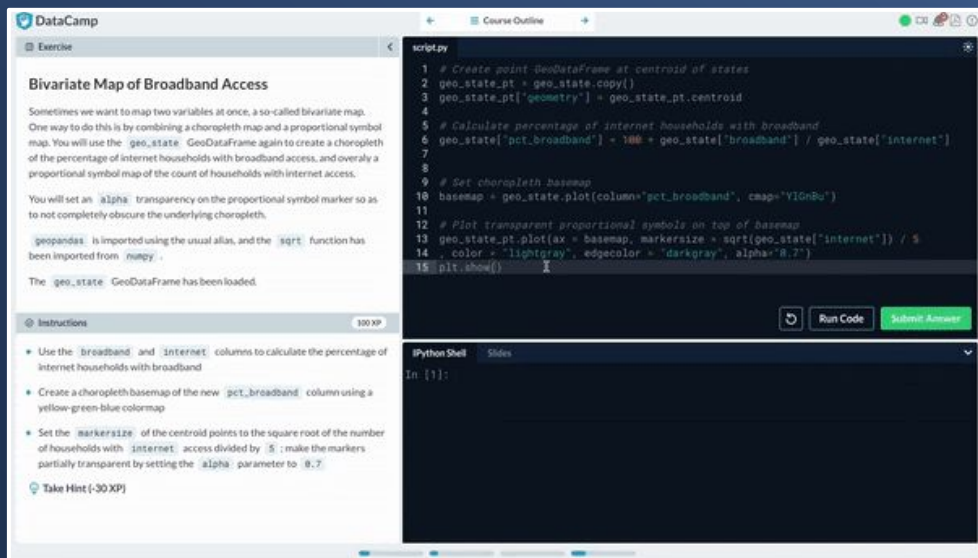 DataCamp
Course Outline
Exercise
Bivariate Map of Broadband Access
Sometimes we want to map two variables at once, a so-called bivariate map.
One way to do this is by combining a choropleth map and a proportional symbol
map. You will use the geo_state GeoDataFrame again to create a choropleth
of the percentage of internet households with broadband access, and overaly a
proportional symbol map of the count of households with internet access.
You will set an alpha transparency on the proportional symbol marker so as
to not completely obscure the underlying choropleth.
geopandas is imported using the usual alias, and the sqrt function has
been imported from numpy .
The geo_state GeoDataFrame has been loaded.
Instructions
100 XP
Use the broadband and internet columns to calculate the percentage of
internet households with broadband
Create a choropleth basemap of the new pct_broadband column using a
yellow-green-blue colormap
Set the markersize of the centroid points to the square root of the number
of households with internet access divided by 5 ; make the markers
partially transparent by setting the alpha parameter to 0.7
Take Hint (-30 XP)
script.py
1 # Create point GeoDataFrame at centroid of states
2 geo_state_pt = geo_state.copy()
3 geo_state_pt["geometry"] = geo_state_pt.centroid
4
5 # Calculate percentage of internet households with broadband
6 geo_state["pct_broadband"] = 100 * geo_state["broadband"] / geo_state["internet"]
7
8
9 # Set choropleth basemap
10 basemap = geo_state.plot(column="pct_broadband", cmap="YlGnBu")
11
12 # Plot transparent proportional symbols on top of basemap
13 geo_state_pt.plot(ax = basemap, markersize = sqrt(geo_state["internet"]) / 5
14 , color = "lightgray", edgecolor = "darkgray", alpha="0.7")
15 plt.show()
Run Code
Submit Answer
IPython Shell
Slides
In [1]: